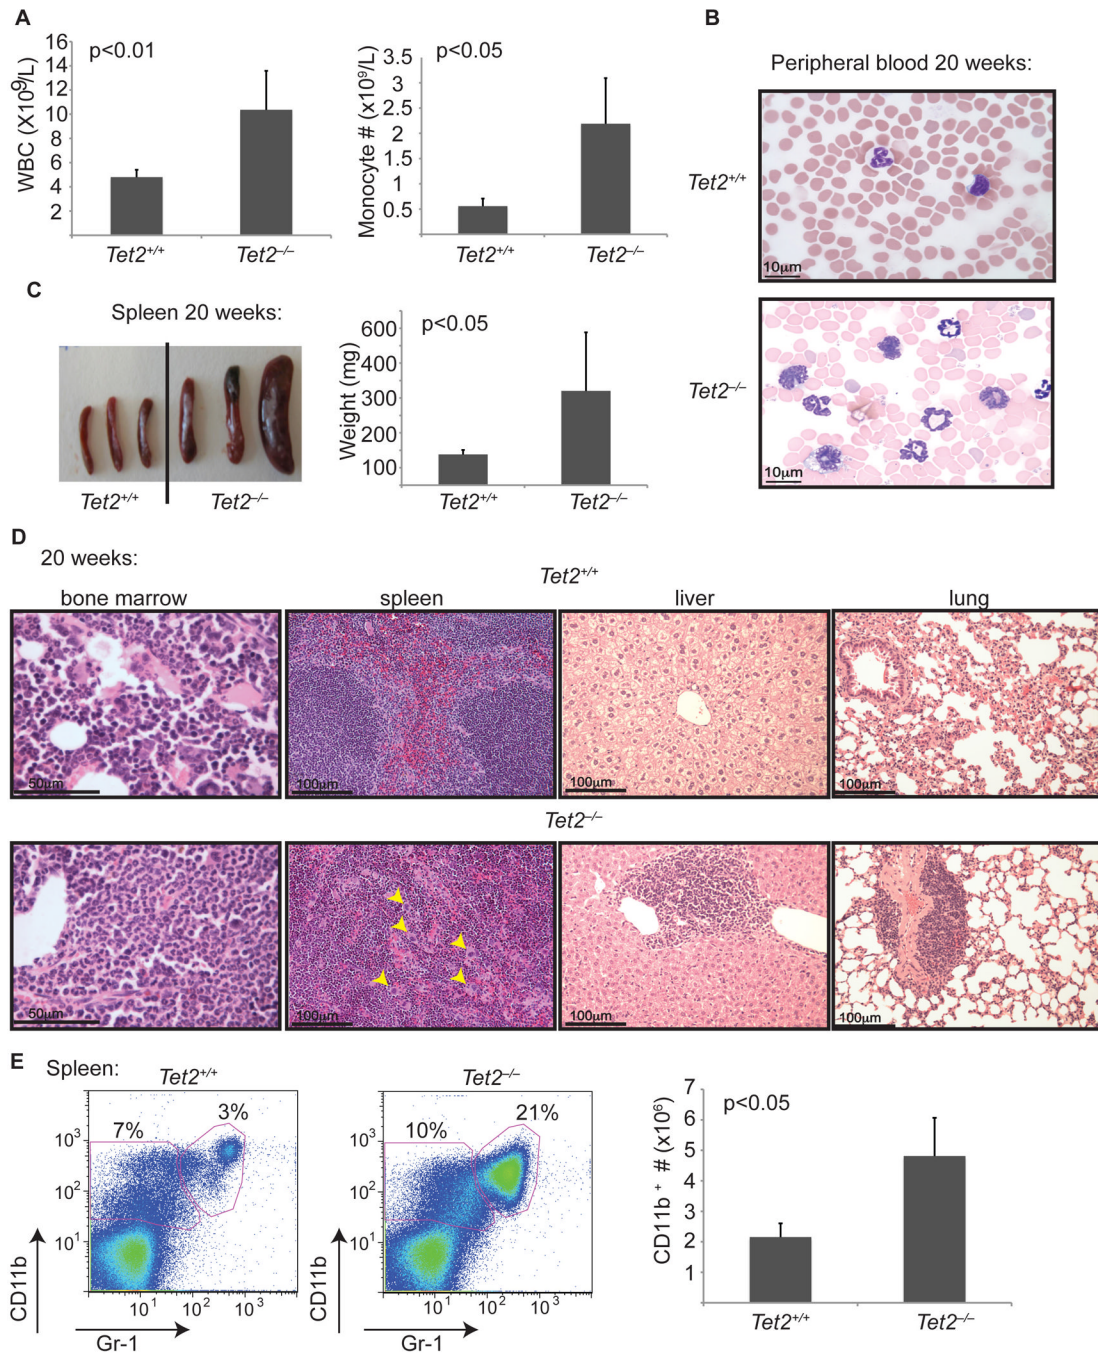 A
p<0.01
WBC (X10⁹/L)
16
14
12
10
8
6
4
2
Tet2+/+
Tet2–/–
p<0.05
Monocyte # (x10⁹/L)
3.5
3
2.5
2
1.5
1
0.5
Tet2+/+
Tet2–/–
B
Peripheral blood 20 weeks:
Tet2+/+
10µm
Tet2–/–
10µm
C
Spleen 20 weeks:
Tet2+/+
Tet2–/–
p<0.05
Weight (mg)
600
400
300
200
100
Tet2+/+
Tet2–/–
D
20 weeks:
Tet2+/+
bone marrow
spleen
liver
lung
50µm
100µm
100µm
100µm
Tet2–/–
50µm
100µm
100µm
100µm
E
Spleen:
Tet2+/+
7%
3%
10³
10²
10¹
10¹
10²
10³
CD11b
Gr-1
Tet2–/–
10%
21%
10³
10²
10¹
10¹
10²
10³
CD11b
Gr-1
p<0.05
CD11b + # (x10⁶)
7
6
5
4
3
2
1
Tet2+/+
Tet2–/–